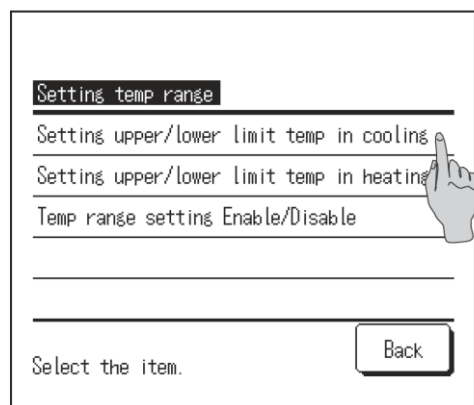 Setting temp range
Setting upper/lower limit temp in cooling
Setting upper/lower limit temp in heating
Temp range setting Enable/Disable
Back
Select the item.